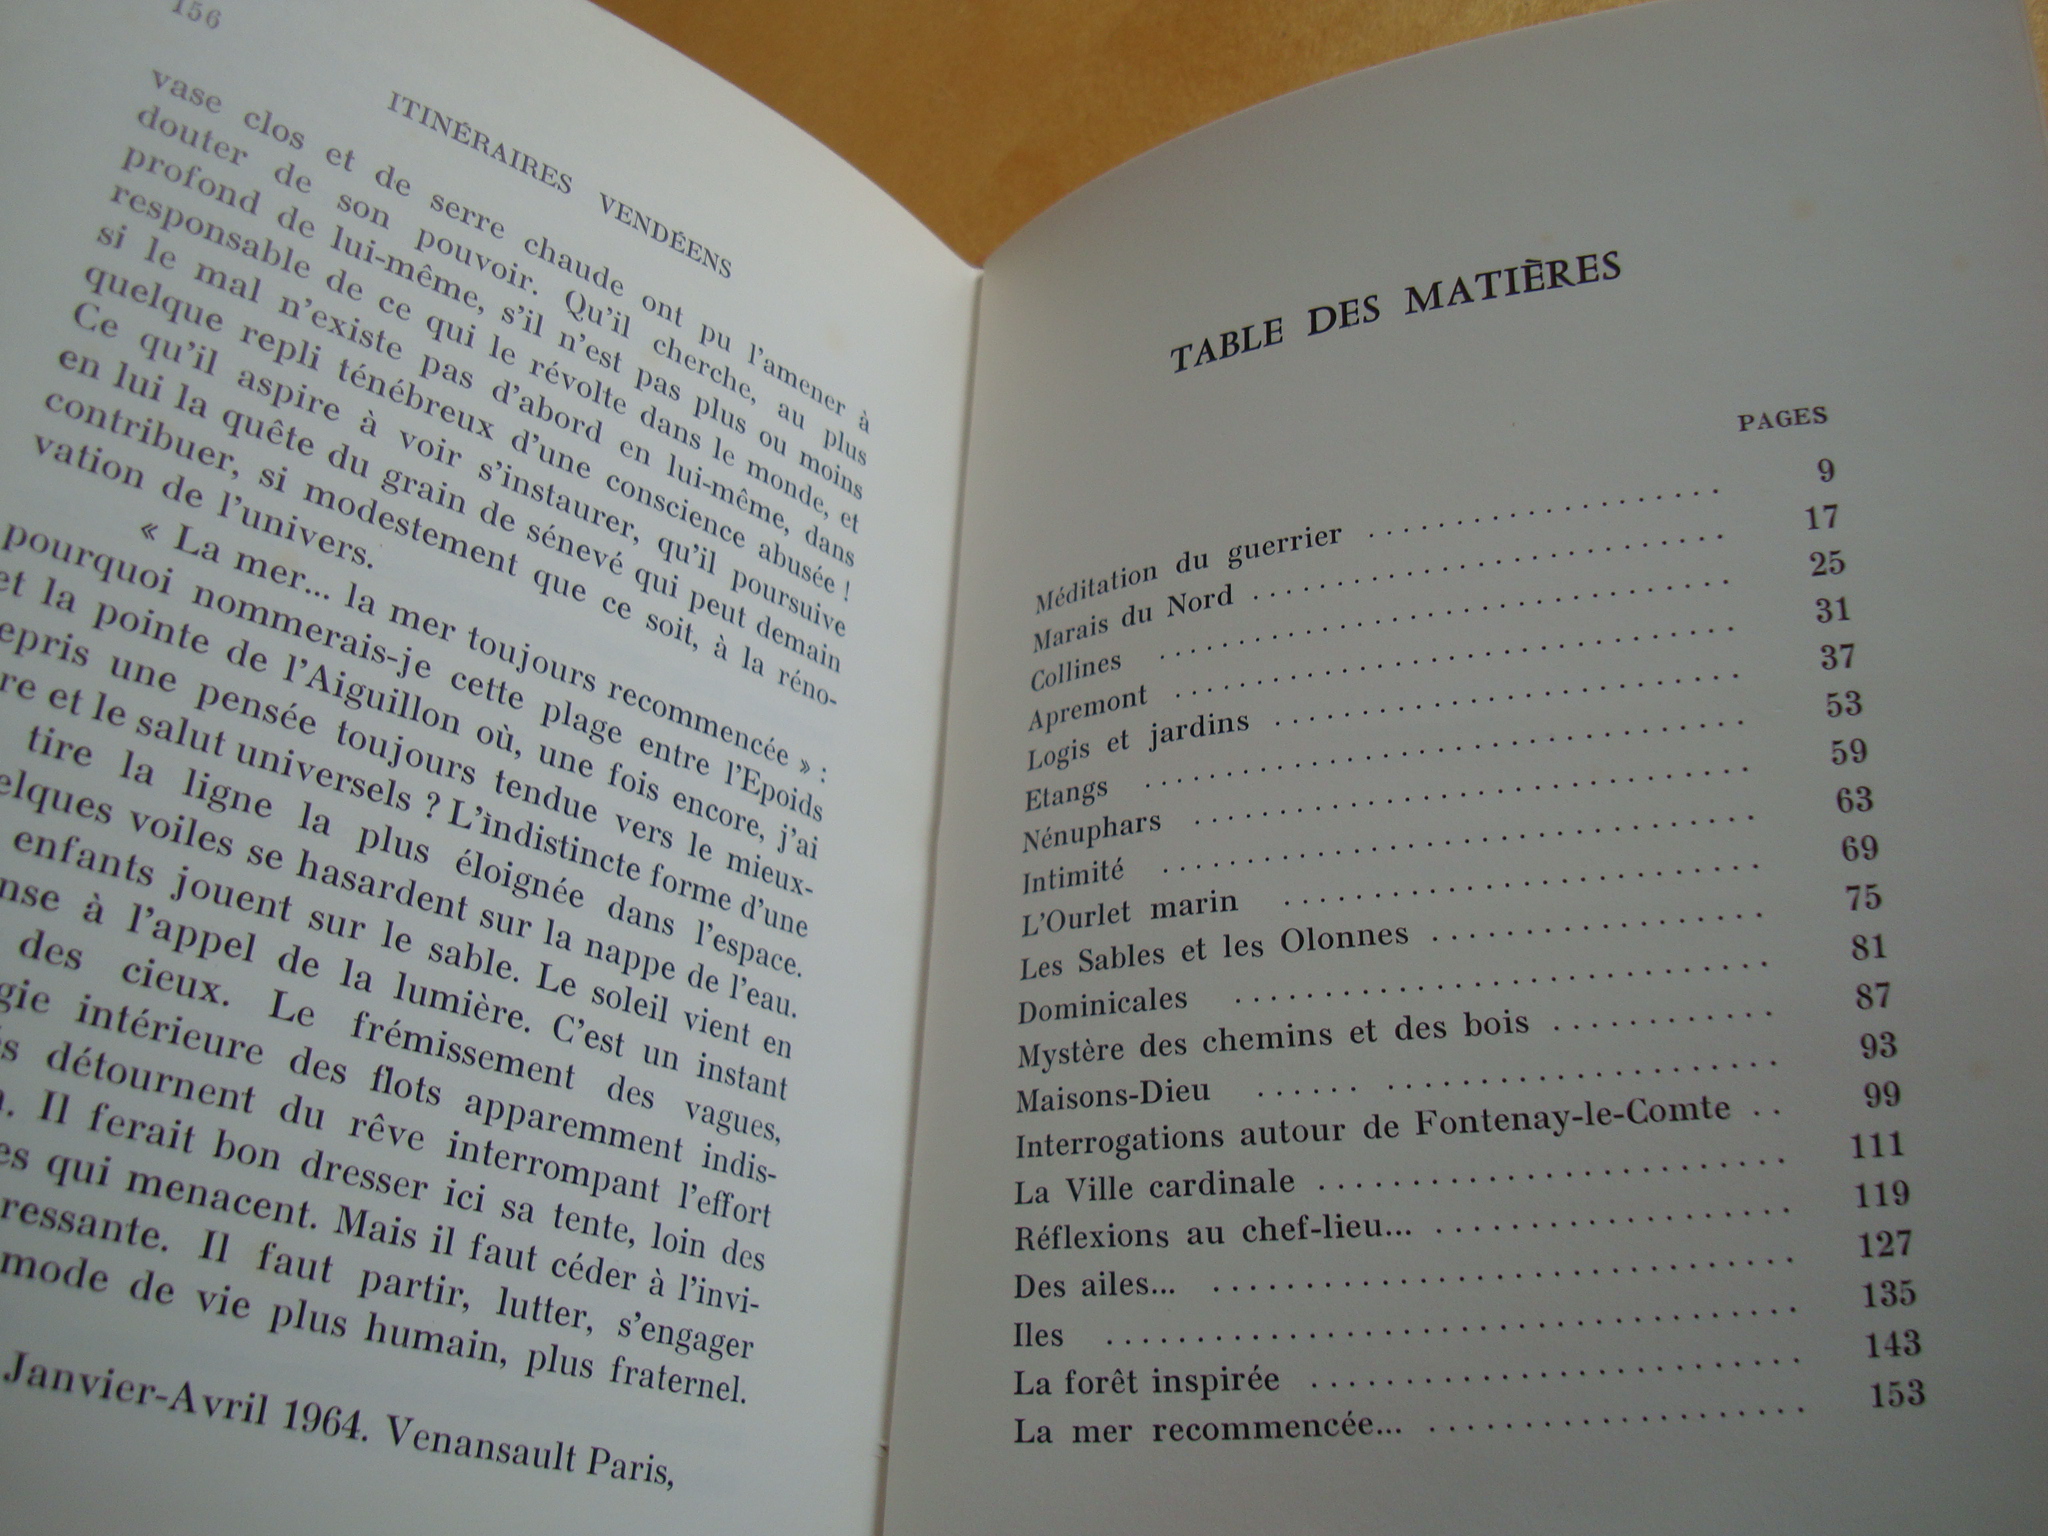 156
ITINÉRAIRES VENDÉENS
vase clos et de serre chaude ont pu l'amener à
douter de son pouvoir. Qu'il cherche, au plus
profond de lui-même, s'il n'est pas plus ou moins
responsable de ce qui le révolte dans le monde, et
si le mal n'existe pas d'abord en lui-même, dans
quelque repli ténébreux d'une conscience abusée !
Ce qu'il aspire à voir s'instaurer, qu'il poursuive
en lui la quête du grain de sénevé qui peut demain
contribuer, si modestement que ce soit, à la réno-
vation de l'univers.
« La mer... la mer toujours recommencée » :
pourquoi nommerais-je cette plage entre l'Epoids
et la pointe de l'Aiguillon où, une fois encore, j'ai
epris une pensée toujours tendue vers le mieux-
re et le salut universels ? L'indistincte forme d'une
tire la ligne la plus éloignée dans l'espace.
elques voiles se hasardent sur la nappe de l'eau.
enfants jouent sur le sable. Le soleil vient en
nse à l'appel de la lumière. C'est un instant
des cieux. Le frémissement des vagues,
gie intérieure des flots apparemment indis-
s détournent du rêve interrompant l'effort
. Il ferait bon dresser ici sa tente, loin des
es qui menacent. Mais il faut céder à l'invi-
ressante. Il faut partir, lutter, s'engager
mode de vie plus humain, plus fraternel.
Janvier-Avril 1964. Venansault Paris,
TABLE DES MATIÈRES
PAGES
Méditation du guerrier .................... 9
Marais du Nord .......................... 17
Collines ................................ 25
Apremont ............................... 31
Logis et jardins .......................... 37
Etangs ................................. 53
Nénuphars .............................. 59
Intimité ................................ 63
L'Ourlet marin .......................... 69
Les Sables et les Olonnes .................. 75
Dominicales ............................. 81
Mystère des chemins et des bois ............ 87
Maisons-Dieu ...... ..................... 93
Interrogations autour de Fontenay-le-Comte .. 99
La Ville cardinale ........................ 111
Réflexions au chef-lieu... .................. 119
Des ailes... .............................. 127
Iles .................................... 135
La forêt inspirée ......................... 143
La mer recommencée... .................... 153